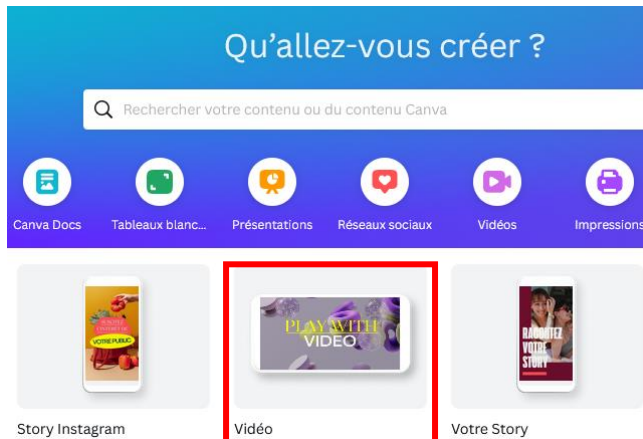 Qu'allez-vous créer ?
Rechercher votre contenu ou du contenu Canva
Canva Docs
Tableaux blanc...
Présentations
Réseaux sociaux
Vidéos
Impressions
VOTRE PUBLIC
PLAY WITH
VIDEO
RACONTEZ
VOTRE
STORY
Story Instagram
Vidéo
Votre Story